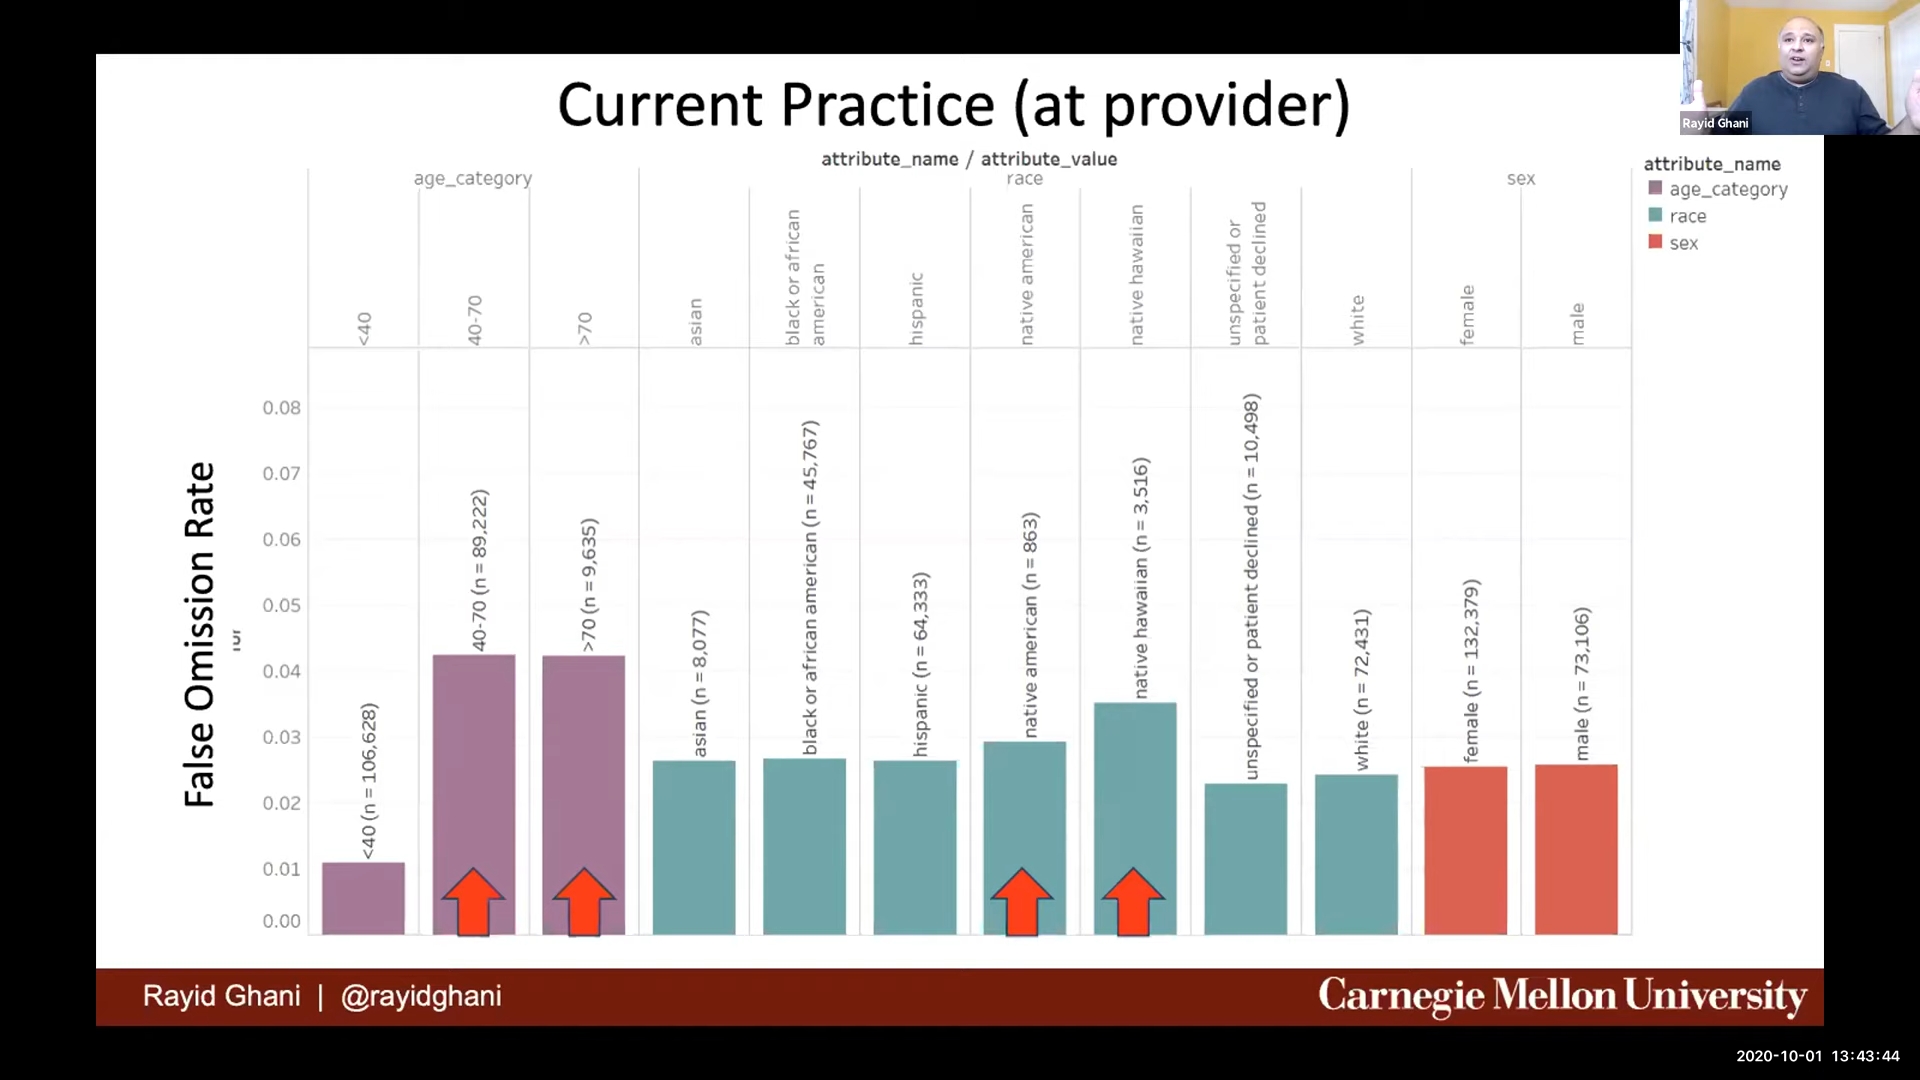 Current Practice (at provider)
Rayid Ghani
attribute_name / attribute_value
age_category
race
sex
attribute_name
age_category
race
sex
<40
40-70
>70
asian
black or african
american
hispanic
native american
native hawaiian
unspecified or
patient declined
white
female
male
False Omission Rate
for
0.08
0.07
0.06
0.05
0.04
0.03
0.02
0.01
0.00
<40 (n = 106,628)
40-70 (n = 89,222)
>70 (n = 9,635)
asian (n = 8,077)
black or african american (n = 45,767)
hispanic (n = 64,333)
native american (n = 863)
native hawaiian (n = 3,516)
unspecified or patient declined (n = 10,498)
white (n = 72,431)
female (n = 132,379)
male (n = 73,106)
Rayid Ghani | @rayidghani
Carnegie Mellon University
2020-10-01 13:43:44